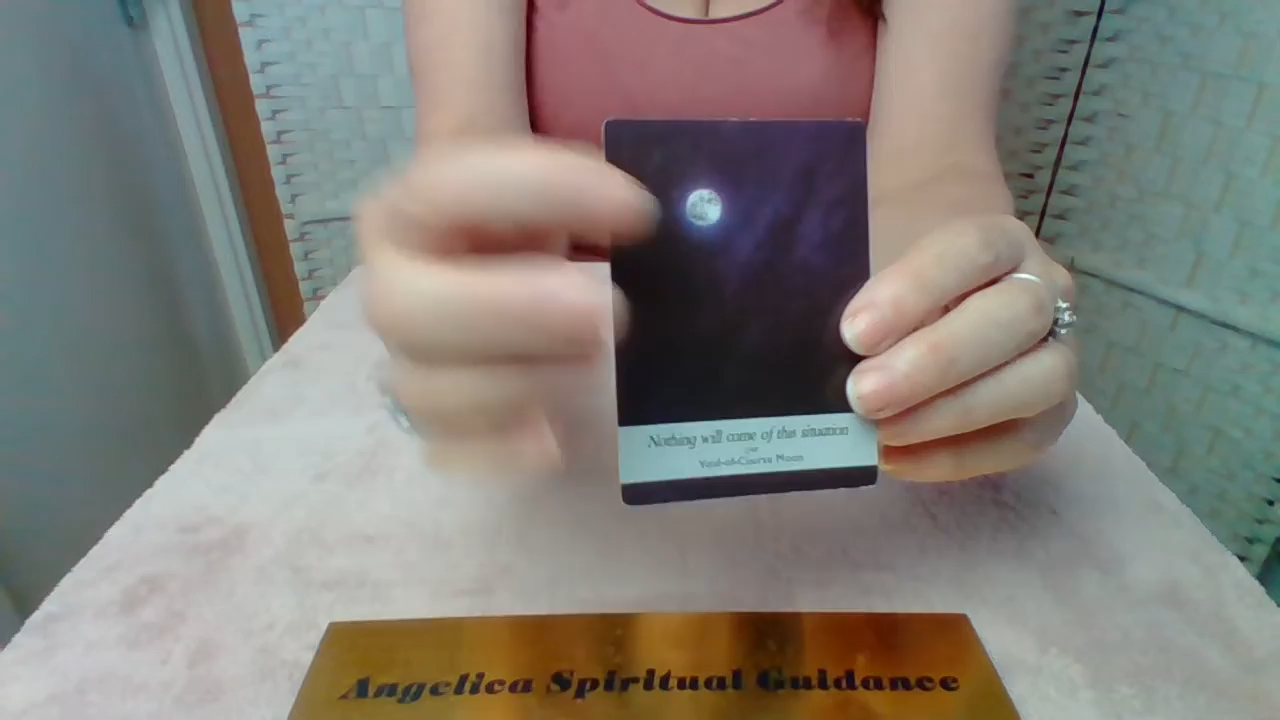 Nothing will come of this situation
Void-of-Course Moon
Angelica Spiritual Guidance